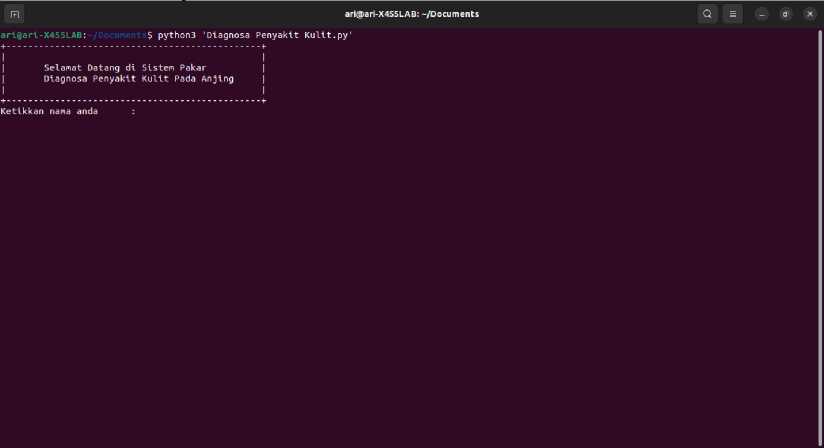 ari@ari-X455LAB: ~/Documents
ari@ari-X455LAB:~/Documents$ python3 'Diagnosa Penyakit Kulit.py'
+-----------------------------------------------+
|                                               |
|       Selamat Datang di Sistem Pakar          |
|       Diagnosa Penyakit Kulit Pada Anjing     |
|                                               |
+-----------------------------------------------+
Ketikkan nama anda      :